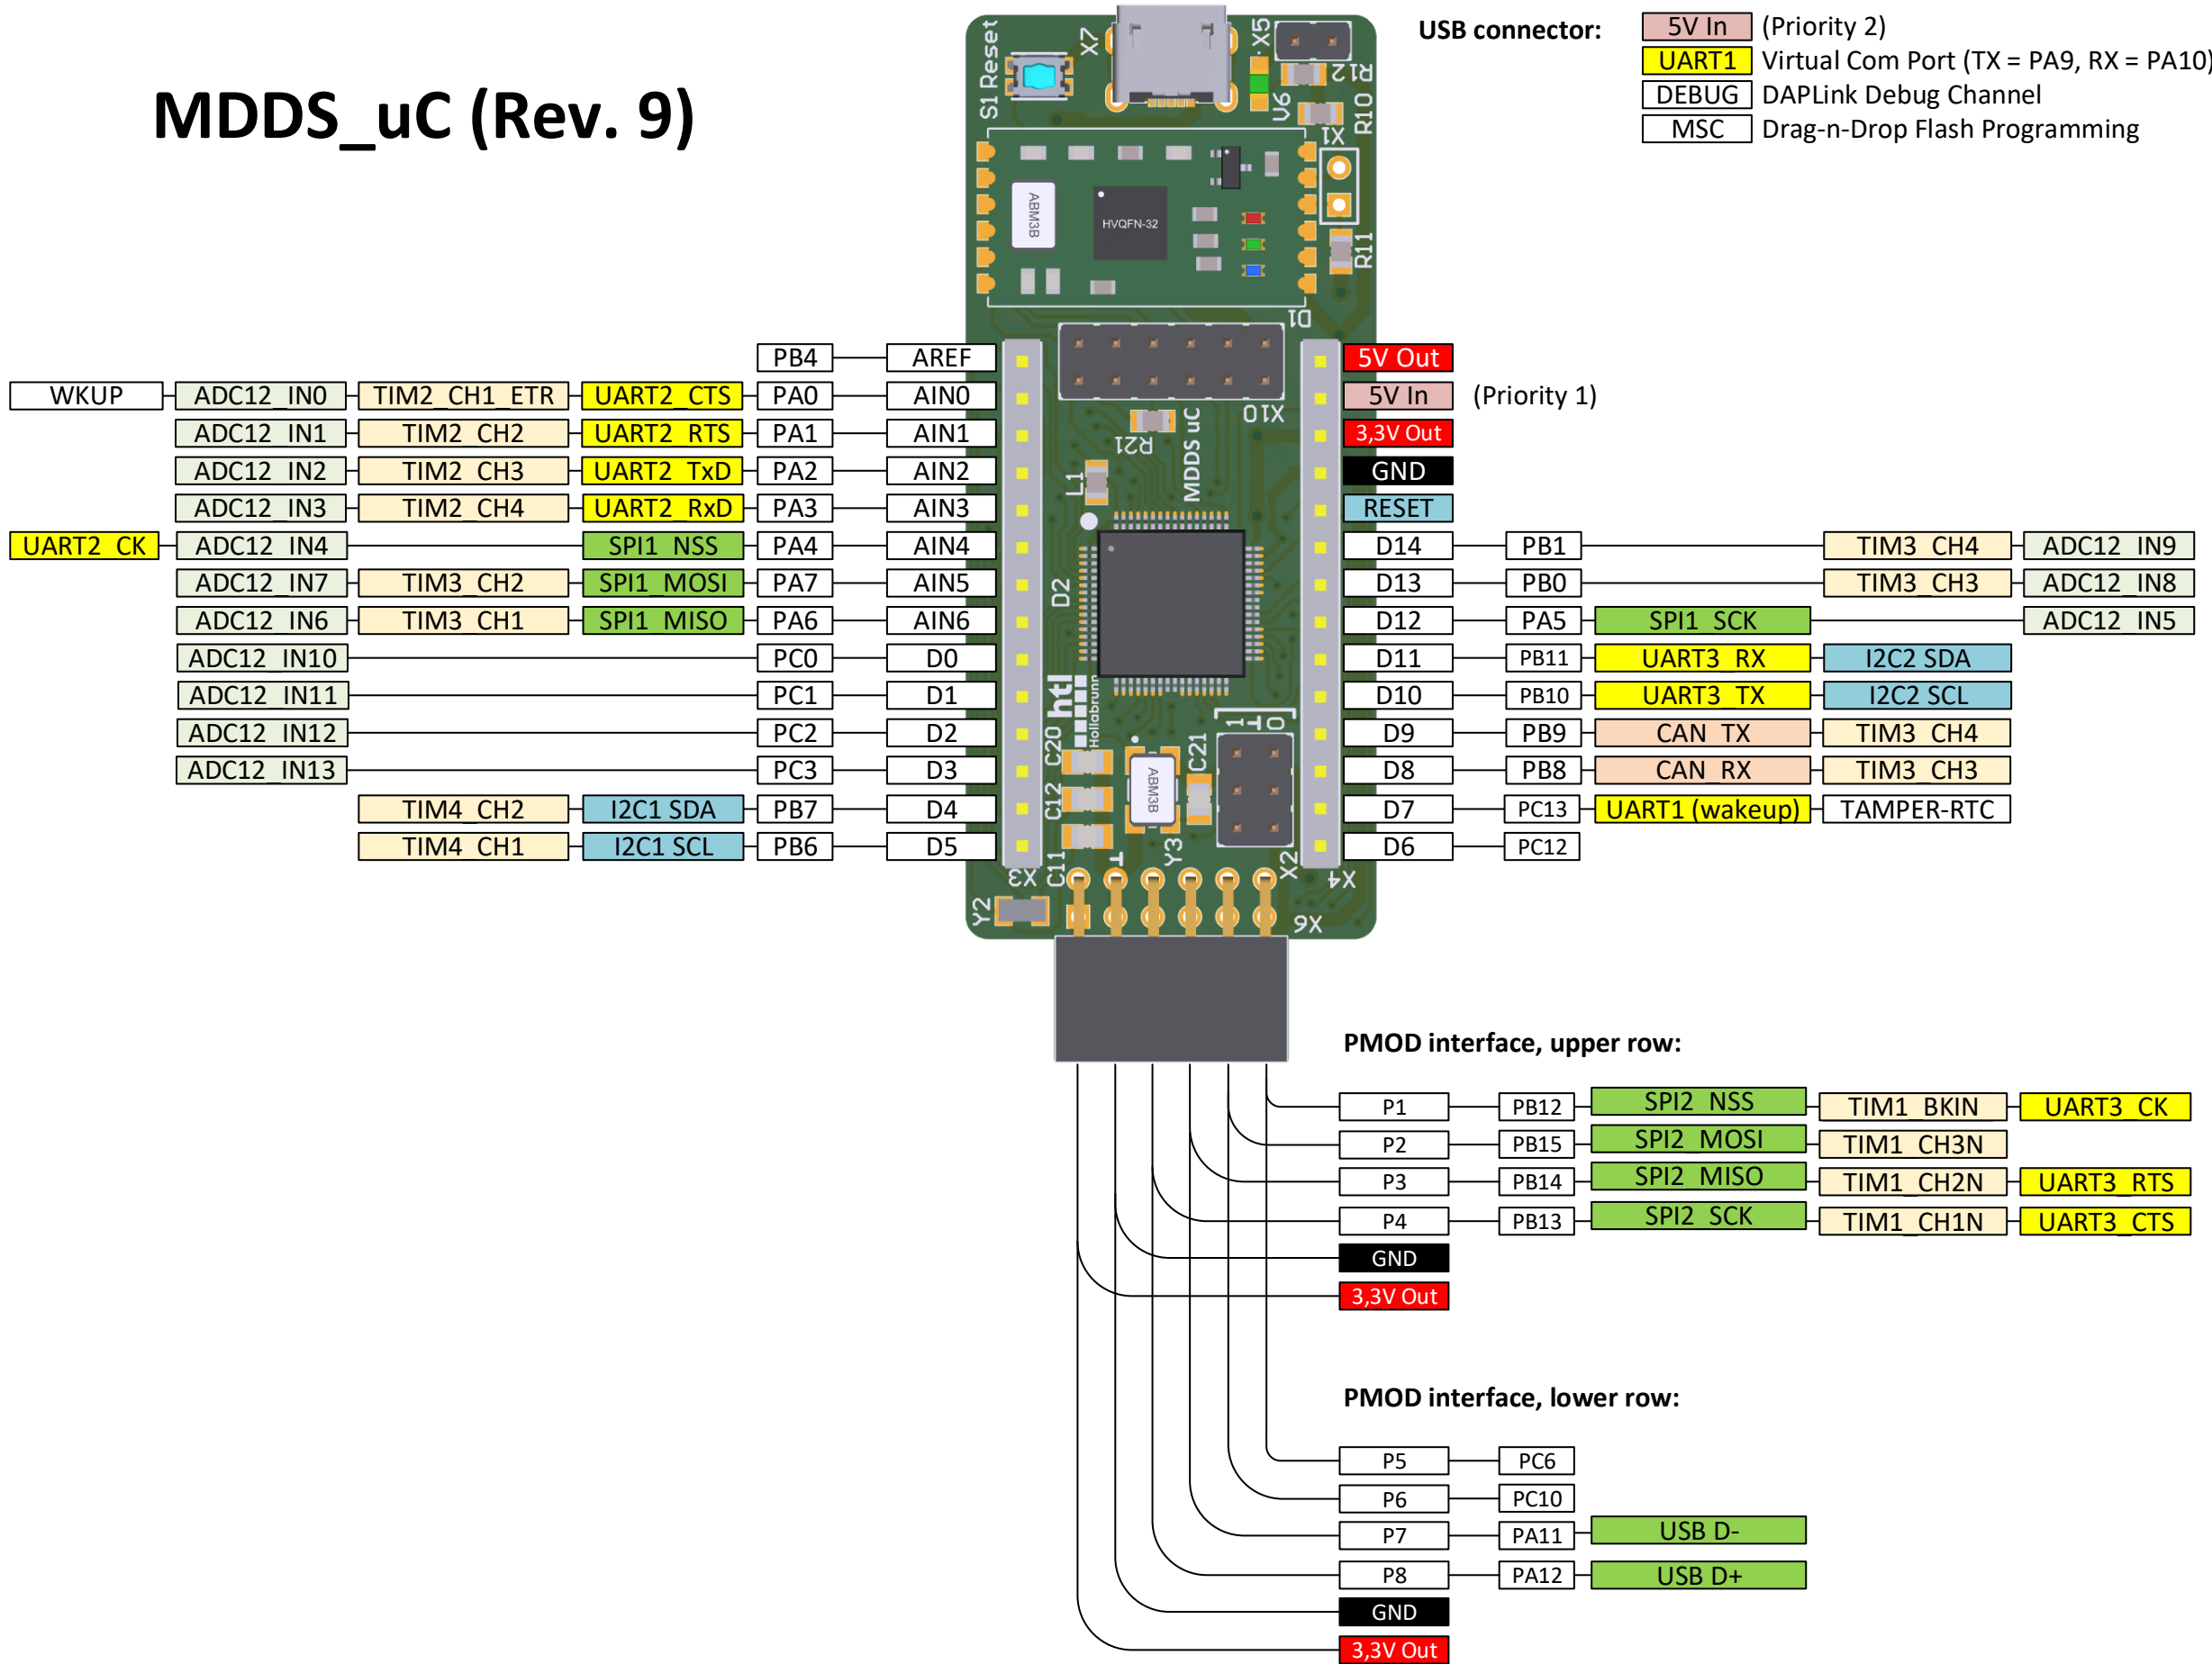 MDDS_uC (Rev. 9)
USB connector:
5V In (Priority 2)
UART1 Virtual Com Port (TX = PA9, RX = PA10)
DEBUG DAPLink Debug Channel
MSC Drag-n-Drop Flash Programming
S1 Reset
X7
X5
R12
V6
R10
X1
ABM3B
HVQFN-32
R11
D1
X10
R21
MDDS uC
L1
D2
htl
Hollabrunn
1 T 0
C20
C21
C12
ABM3B
C11
T
Y3
X2
X3
X4
Y2
X6
PB4 AREF
WKUP ADC12_IN0 TIM2_CH1_ETR UART2_CTS PA0 AIN0
ADC12_IN1 TIM2_CH2 UART2_RTS PA1 AIN1
ADC12_IN2 TIM2_CH3 UART2_TxD PA2 AIN2
ADC12_IN3 TIM2_CH4 UART2_RxD PA3 AIN3
UART2_CK ADC12_IN4 SPI1_NSS PA4 AIN4
ADC12_IN7 TIM3_CH2 SPI1_MOSI PA7 AIN5
ADC12_IN6 TIM3_CH1 SPI1_MISO PA6 AIN6
ADC12_IN10 PC0 D0
ADC12_IN11 PC1 D1
ADC12_IN12 PC2 D2
ADC12_IN13 PC3 D3
TIM4_CH2 I2C1 SDA PB7 D4
TIM4_CH1 I2C1 SCL PB6 D5
5V Out
5V In (Priority 1)
3,3V Out
GND
RESET
D14 PB1 TIM3_CH4 ADC12_IN9
D13 PB0 TIM3_CH3 ADC12_IN8
D12 PA5 SPI1_SCK ADC12_IN5
D11 PB11 UART3_RX I2C2 SDA
D10 PB10 UART3_TX I2C2 SCL
D9 PB9 CAN_TX TIM3_CH4
D8 PB8 CAN_RX TIM3_CH3
D7 PC13 UART1 (wakeup) TAMPER-RTC
D6 PC12
PMOD interface, upper row:
P1 PB12 SPI2_NSS TIM1_BKIN UART3_CK
P2 PB15 SPI2_MOSI TIM1_CH3N
P3 PB14 SPI2_MISO TIM1_CH2N UART3_RTS
P4 PB13 SPI2_SCK TIM1_CH1N UART3_CTS
GND
3,3V Out
PMOD interface, lower row:
P5 PC6
P6 PC10
P7 PA11 USB D-
P8 PA12 USB D+
GND
3,3V Out